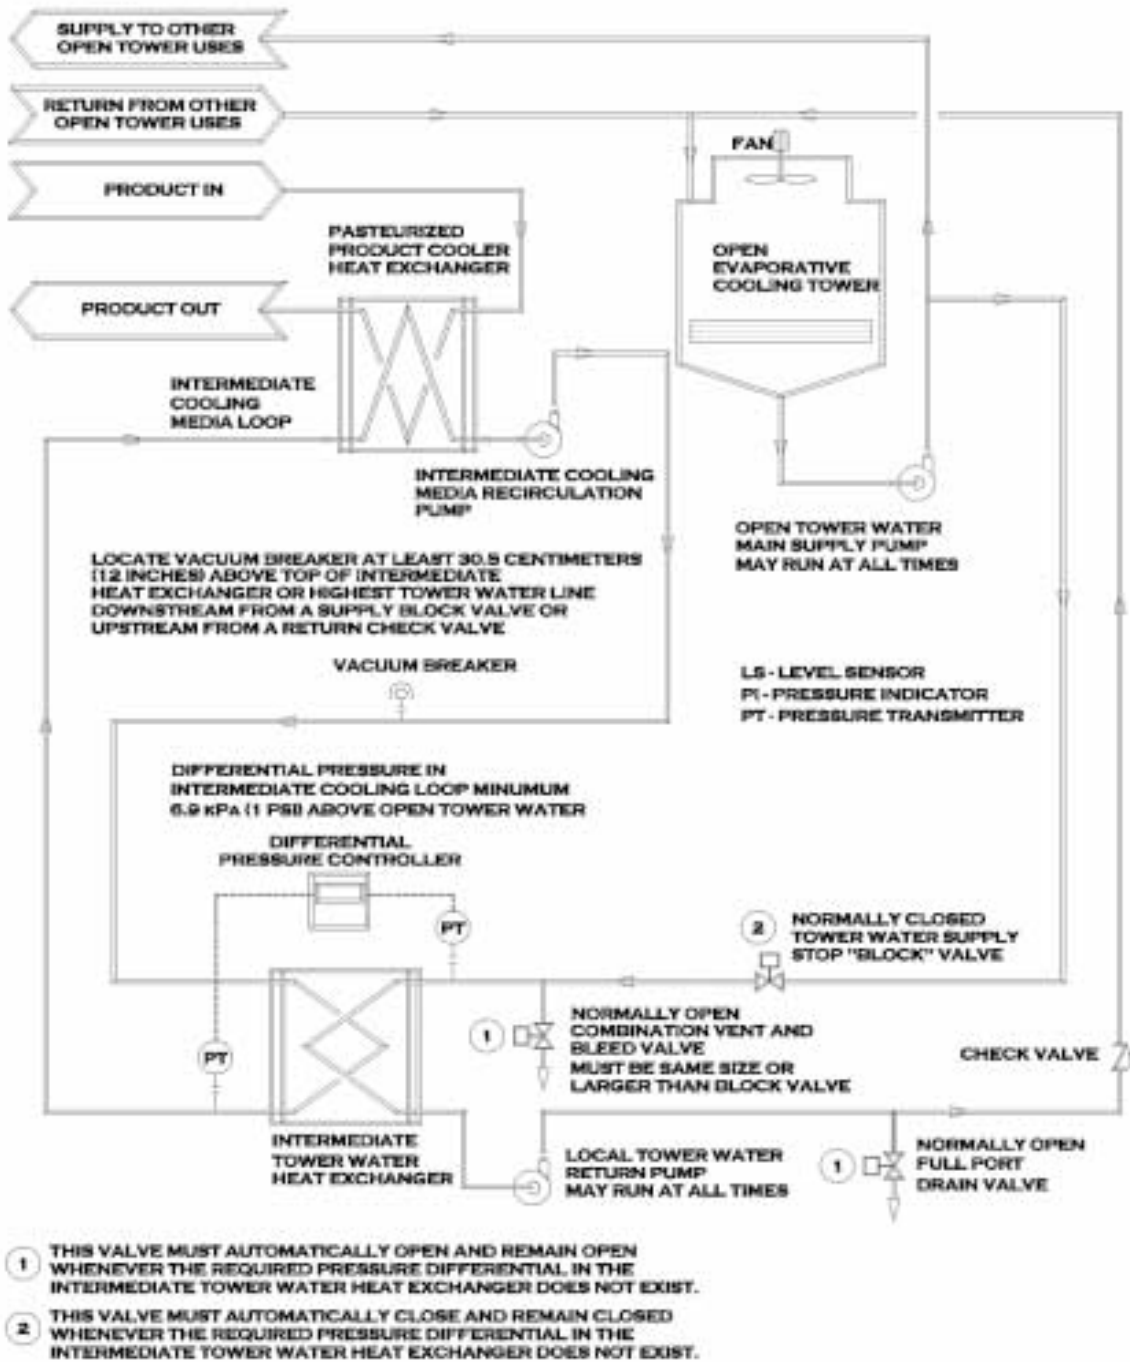 SUPPLY TO OTHER
OPEN TOWER USES
RETURN FROM OTHER
OPEN TOWER USES
FAN
PRODUCT IN
PASTEURIZED
PRODUCT COOLER
HEAT EXCHANGER
OPEN
EVAPORATIVE
COOLING TOWER
PRODUCT OUT
INTERMEDIATE
COOLING
MEDIA LOOP
INTERMEDIATE COOLING
MEDIA RECIRCULATION
PUMP
OPEN TOWER WATER
MAIN SUPPLY PUMP
MAY RUN AT ALL TIMES
LOCATE VACUUM BREAKER AT LEAST 30.5 CENTIMETERS
(12 INCHES) ABOVE TOP OF INTERMEDIATE
HEAT EXCHANGER OR HIGHEST TOWER WATER LINE
DOWNSTREAM FROM A SUPPLY BLOCK VALVE OR
UPSTREAM FROM A RETURN CHECK VALVE
VACUUM BREAKER
LS - LEVEL SENSOR
PI - PRESSURE INDICATOR
PT - PRESSURE TRANSMITTER
DIFFERENTIAL PRESSURE IN
INTERMEDIATE COOLING LOOP MINUMUM
6.9 KPA (1 PSI) ABOVE OPEN TOWER WATER
DIFFERENTIAL
PRESSURE CONTROLLER
PT
2
NORMALLY CLOSED
TOWER WATER SUPPLY
STOP "BLOCK" VALVE
1
NORMALLY OPEN
COMBINATION VENT AND
BLEED VALVE
MUST BE SAME SIZE OR
LARGER THAN BLOCK VALVE
PT
CHECK VALVE
INTERMEDIATE
TOWER WATER
HEAT EXCHANGER
LOCAL TOWER WATER
RETURN PUMP
MAY RUN AT ALL TIMES
1
NORMALLY OPEN
FULL PORT
DRAIN VALVE
1 THIS VALVE MUST AUTOMATICALLY OPEN AND REMAIN OPEN
WHENEVER THE REQUIRED PRESSURE DIFFERENTIAL IN THE
INTERMEDIATE TOWER WATER HEAT EXCHANGER DOES NOT EXIST.
2 THIS VALVE MUST AUTOMATICALLY CLOSE AND REMAIN CLOSED
WHENEVER THE REQUIRED PRESSURE DIFFERENTIAL IN THE
INTERMEDIATE TOWER WATER HEAT EXCHANGER DOES NOT EXIST.